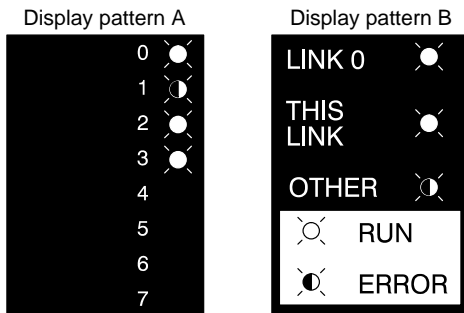 Display pattern A
0
1
2
3
4
5
6
7
Display pattern B
LINK 0
THIS
LINK
OTHER
RUN
ERROR